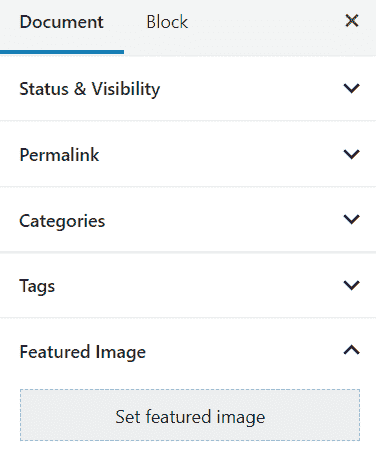 Document Block
Status & Visibility
Permalink
Categories
Tags
Featured Image
Set featured image